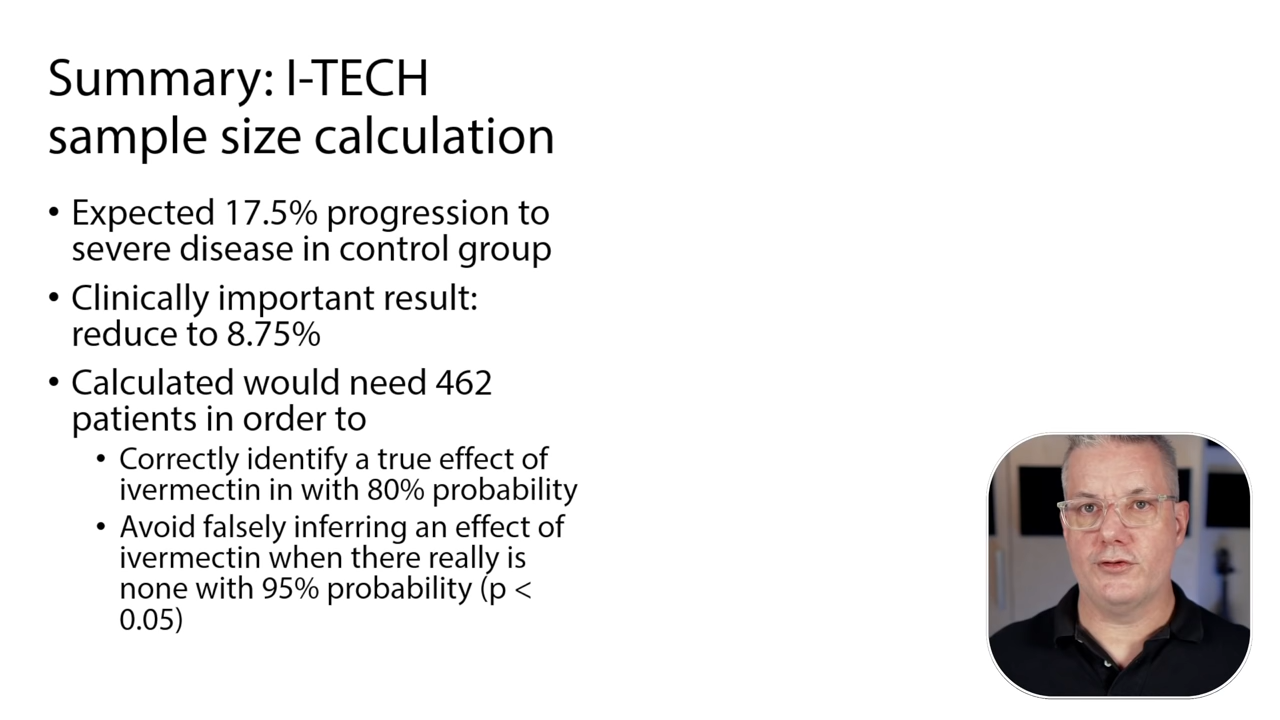 Summary: I-TECH
sample size calculation
• Expected 17.5% progression to
severe disease in control group
• Clinically important result:
reduce to 8.75%
• Calculated would need 462
patients in order to
• Correctly identify a true effect of
ivermectin in with 80% probability
• Avoid falsely inferring an effect of
ivermectin when there really is
none with 95% probability (p <
0.05)